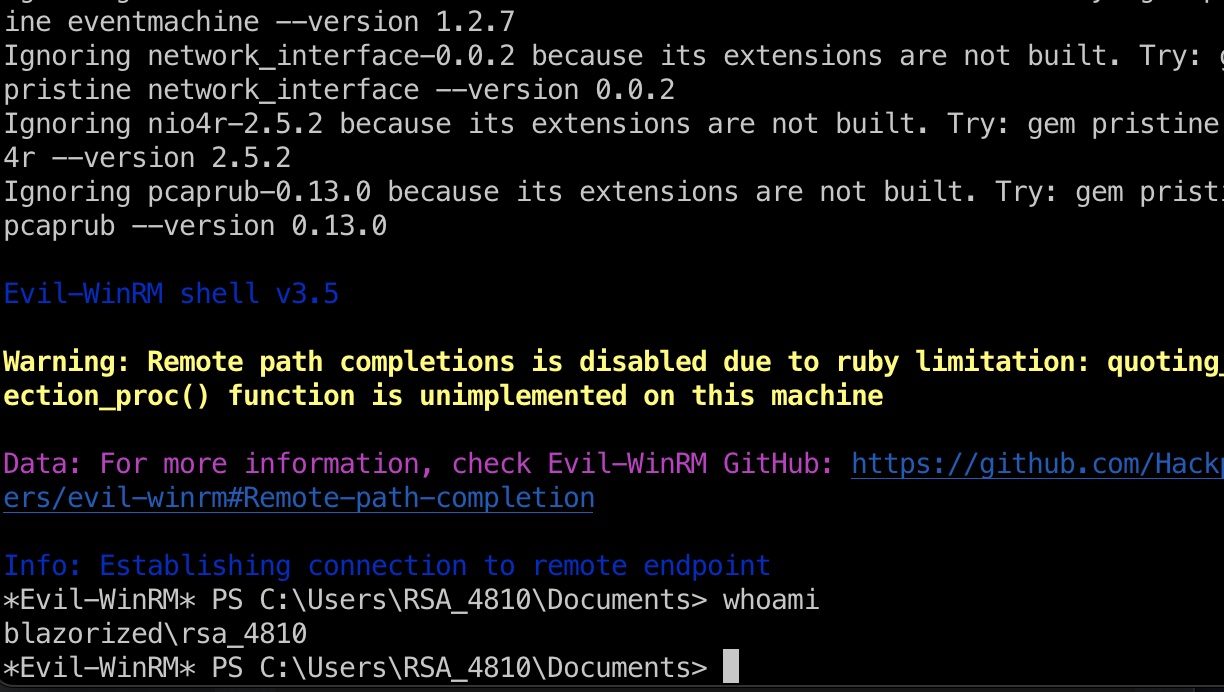 ine eventmachine --version 1.2.7
Ignoring network_interface-0.0.2 because its extensions are not built. Try:
pristine network_interface --version 0.0.2
Ignoring nio4r-2.5.2 because its extensions are not built. Try: gem pristine
4r --version 2.5.2
Ignoring pcaprub-0.13.0 because its extensions are not built. Try: gem pristi
pcaprub --version 0.13.0
Evil-WinRM shell v3.5
Warning: Remote path completions is disabled due to ruby limitation: quoting_
ection_proc() function is unimplemented on this machine
Data: For more information, check Evil-WinRM GitHub: https://github.com/Hackp
ers/evil-winrm#Remote-path-completion
Info: Establishing connection to remote endpoint
*Evil-WinRM* PS C:\Users\RSA_4810\Documents> whoami
blazorized\rsa_4810
*Evil-WinRM* PS C:\Users\RSA_4810\Documents>